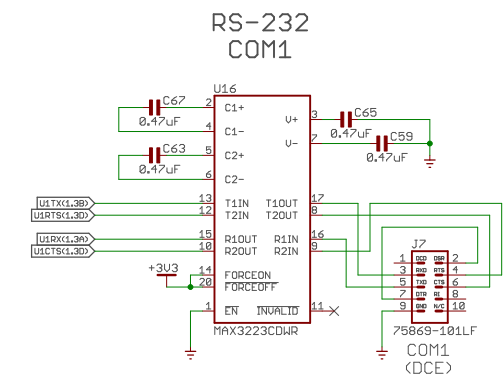 RS-232
COM1
U16
C67
0.47uF
2 C1+
4 C1-
C63
0.47uF
5 C2+
6 C2-
V+ 3
C65
0.47uF
V- 7
C59
0.47uF
U1TX(1.3B) 13 T1IN T1OUT 17
U1RTS(1.3D) 12 T2IN T2OUT 8
U1RX(1.3A) 15 R1OUT R1IN 16
U1CTS(1.3D) 10 R2OUT R2IN 9
+3V3
14 FORCEON
20 FORCEOFF
1 EN INVALID 11
MAX3223CDWR
J7
1 DCD DSR 2
3 RXD RTS 4
5 TXD CTS 6
7 DTR RI 8
9 GND N/C 10
75869-101LF
COM1
(DCE)